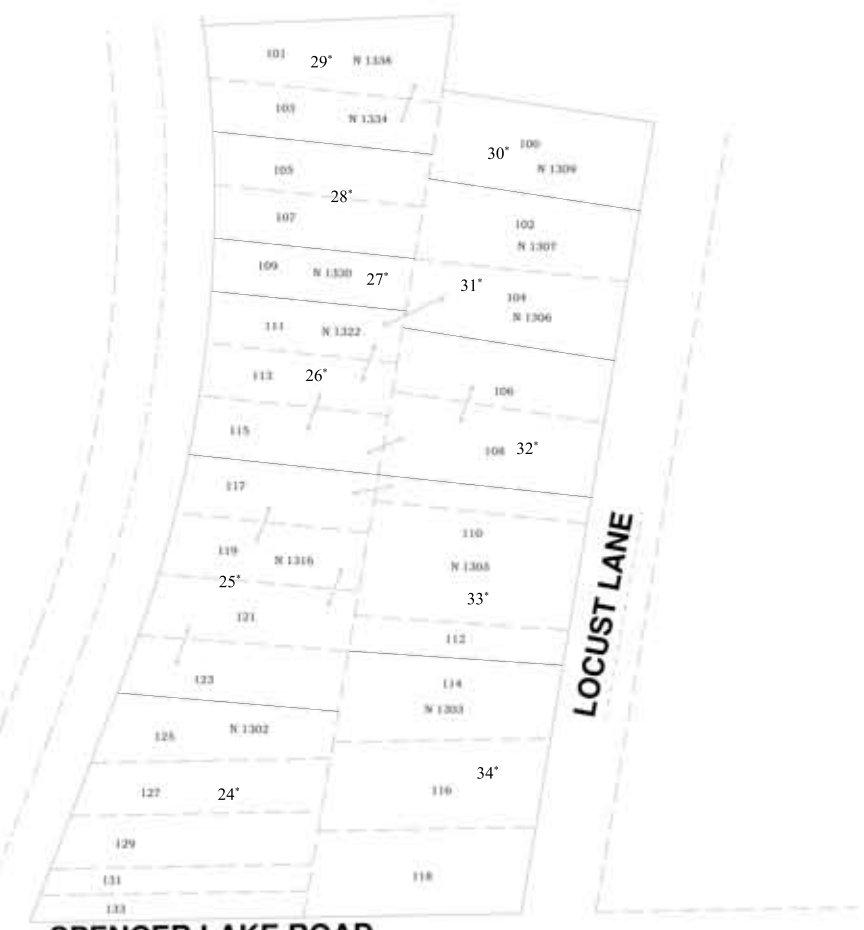 101 29* N 1336
103 N 1334
100
30* N 1309
105
28*
107
102
N 1307
109 N 1330 27*
31* 104
N 1306
111 N 1322
113 26*
106
115
108 32*
117
110
119 N 1316
N 1305
25*
33*
121
112
123
114
N 1303
125 N 1302
34*
116
127 24*
129
118
131
133
LOCUST LANE
SPENCER LAKE ROAD